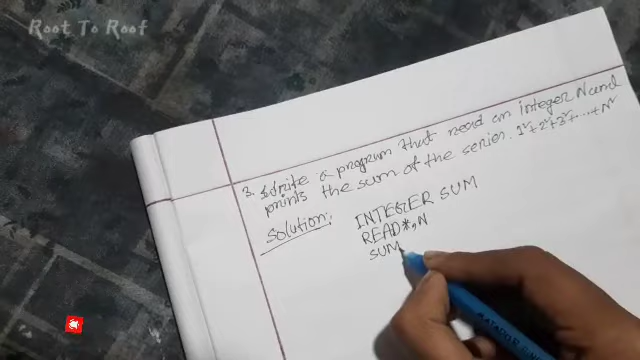 Root To Roof
3. Write a program that read an integer N and
prints the sum of the series. 1²+2²+3²+....+N²
Solution:
INTEGER SUM
READ*,N
SUM
MATADOR